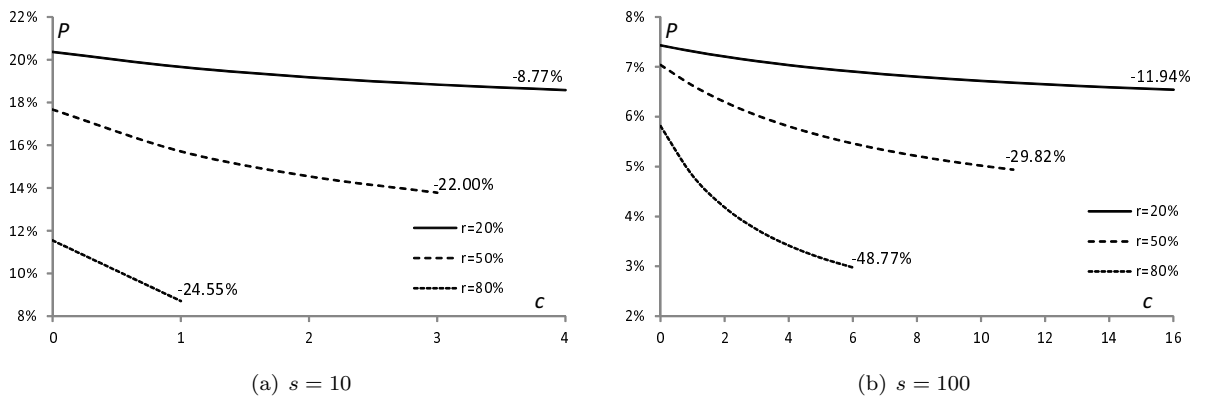 22%
P
20%
-8.77%
18%
16%
14%
-22.00%
12%
r=20%
r=50%
10%
-24.55%
r=80%
8%
c
0 1 2 3 4
(a) s = 10
8%
P
7%
-11.94%
6%
5%
-29.82%
4%
r=20%
r=50%
3%
-48.77%
r=80%
2%
c
0 2 4 6 8 10 12 14 16
(b) s = 100